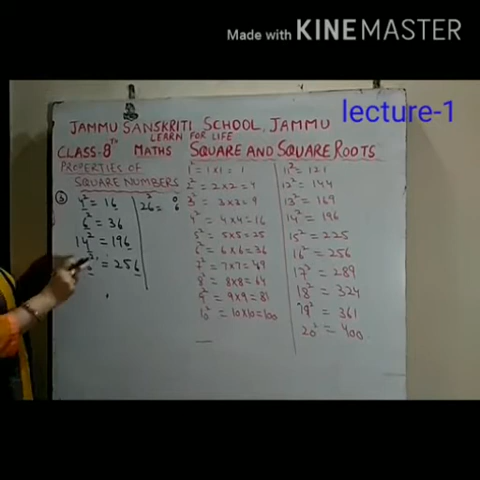 Made with KINEMASTER
lecture-1
JAMMU SANSKRITI SCHOOL, JAMMU
LEARN FOR LIFE
CLASS:8TH MATHS SQUARE AND SQUARE ROOTS
PROPERTIES OF
SQUARE NUMBERS
③ 4² = 16
6² = 36
14² = 196
² = 256
26² =
6
1² = 1×1 = 1
2² = 2×2 = 4
3² = 3×3 = 9
4² = 4×4 = 16
5² = 5×5 = 25
6² = 6×6 = 36
7² = 7×7 = 49
8² = 8×8 = 64
9² = 9×9 = 81
10² = 10×10 = 100
11² = 121
12² = 144
13² = 169
14² = 196
15² = 225
16² = 256
17² = 289
18² = 324
19² = 361
20² = 400